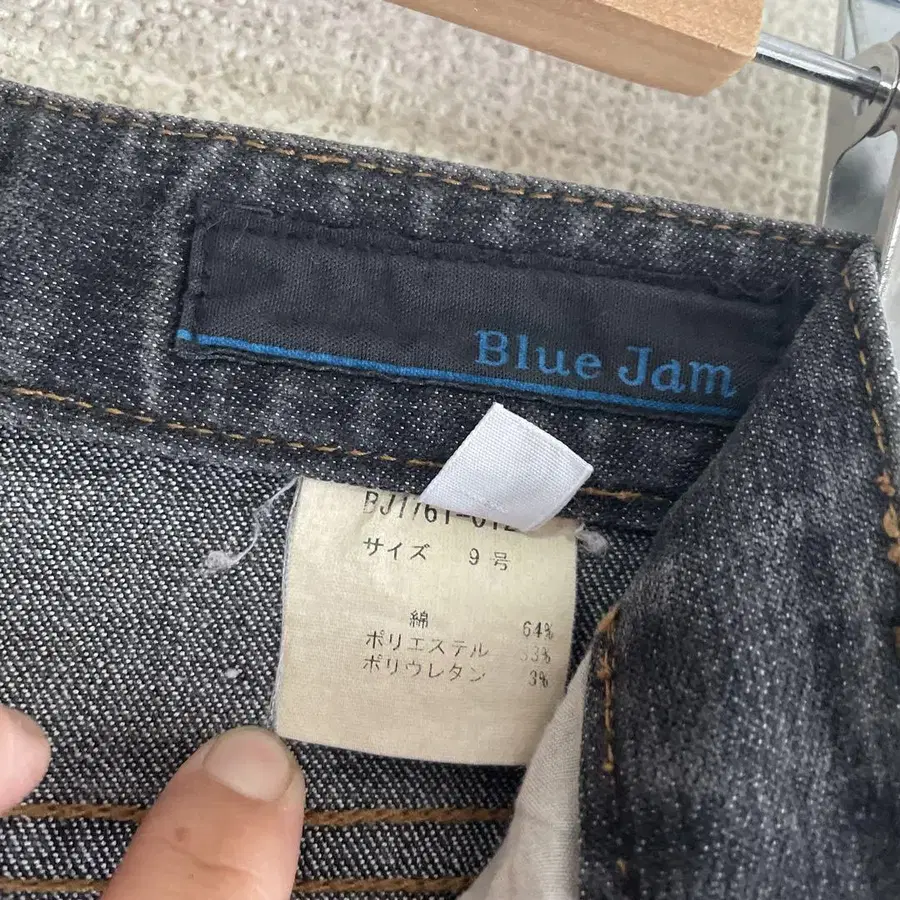 Blue Jam
サイズ 9号
綿 64%
ポリエステル 33%
ポリウレタン 3%